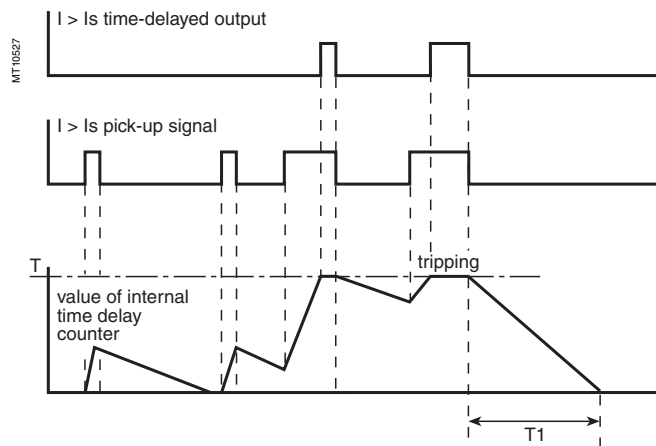 I > Is time-delayed output
MT10527
I > Is pick-up signal
T
tripping
value of internal
time delay
counter
T1